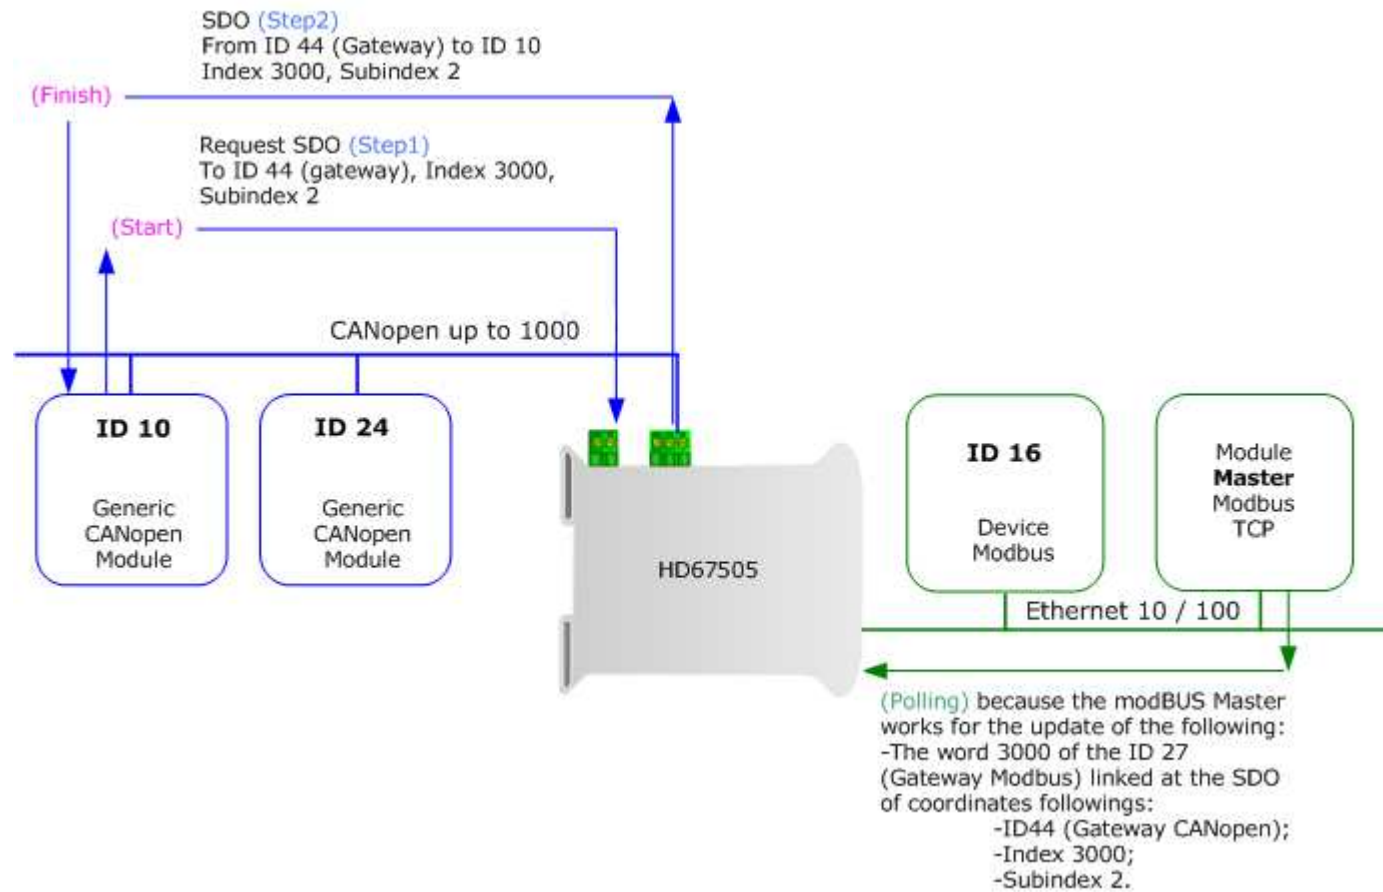 SDO (Step2)
From ID 44 (Gateway) to ID 10
Index 3000, Subindex 2
(Finish)
Request SDO (Step1)
To ID 44 (gateway), Index 3000,
Subindex 2
(Start)
CANopen up to 1000
ID 10
Generic
CANopen
Module
ID 24
Generic
CANopen
Module
HD67505
ID 16
Device
Modbus
Module
Master
Modbus
TCP
Ethernet 10 / 100
(Polling) because the modBUS Master
works for the update of the following:
-The word 3000 of the ID 27
(Gateway Modbus) linked at the SDO
of coordinates followings:
-ID44 (Gateway CANopen);
-Index 3000;
-Subindex 2.